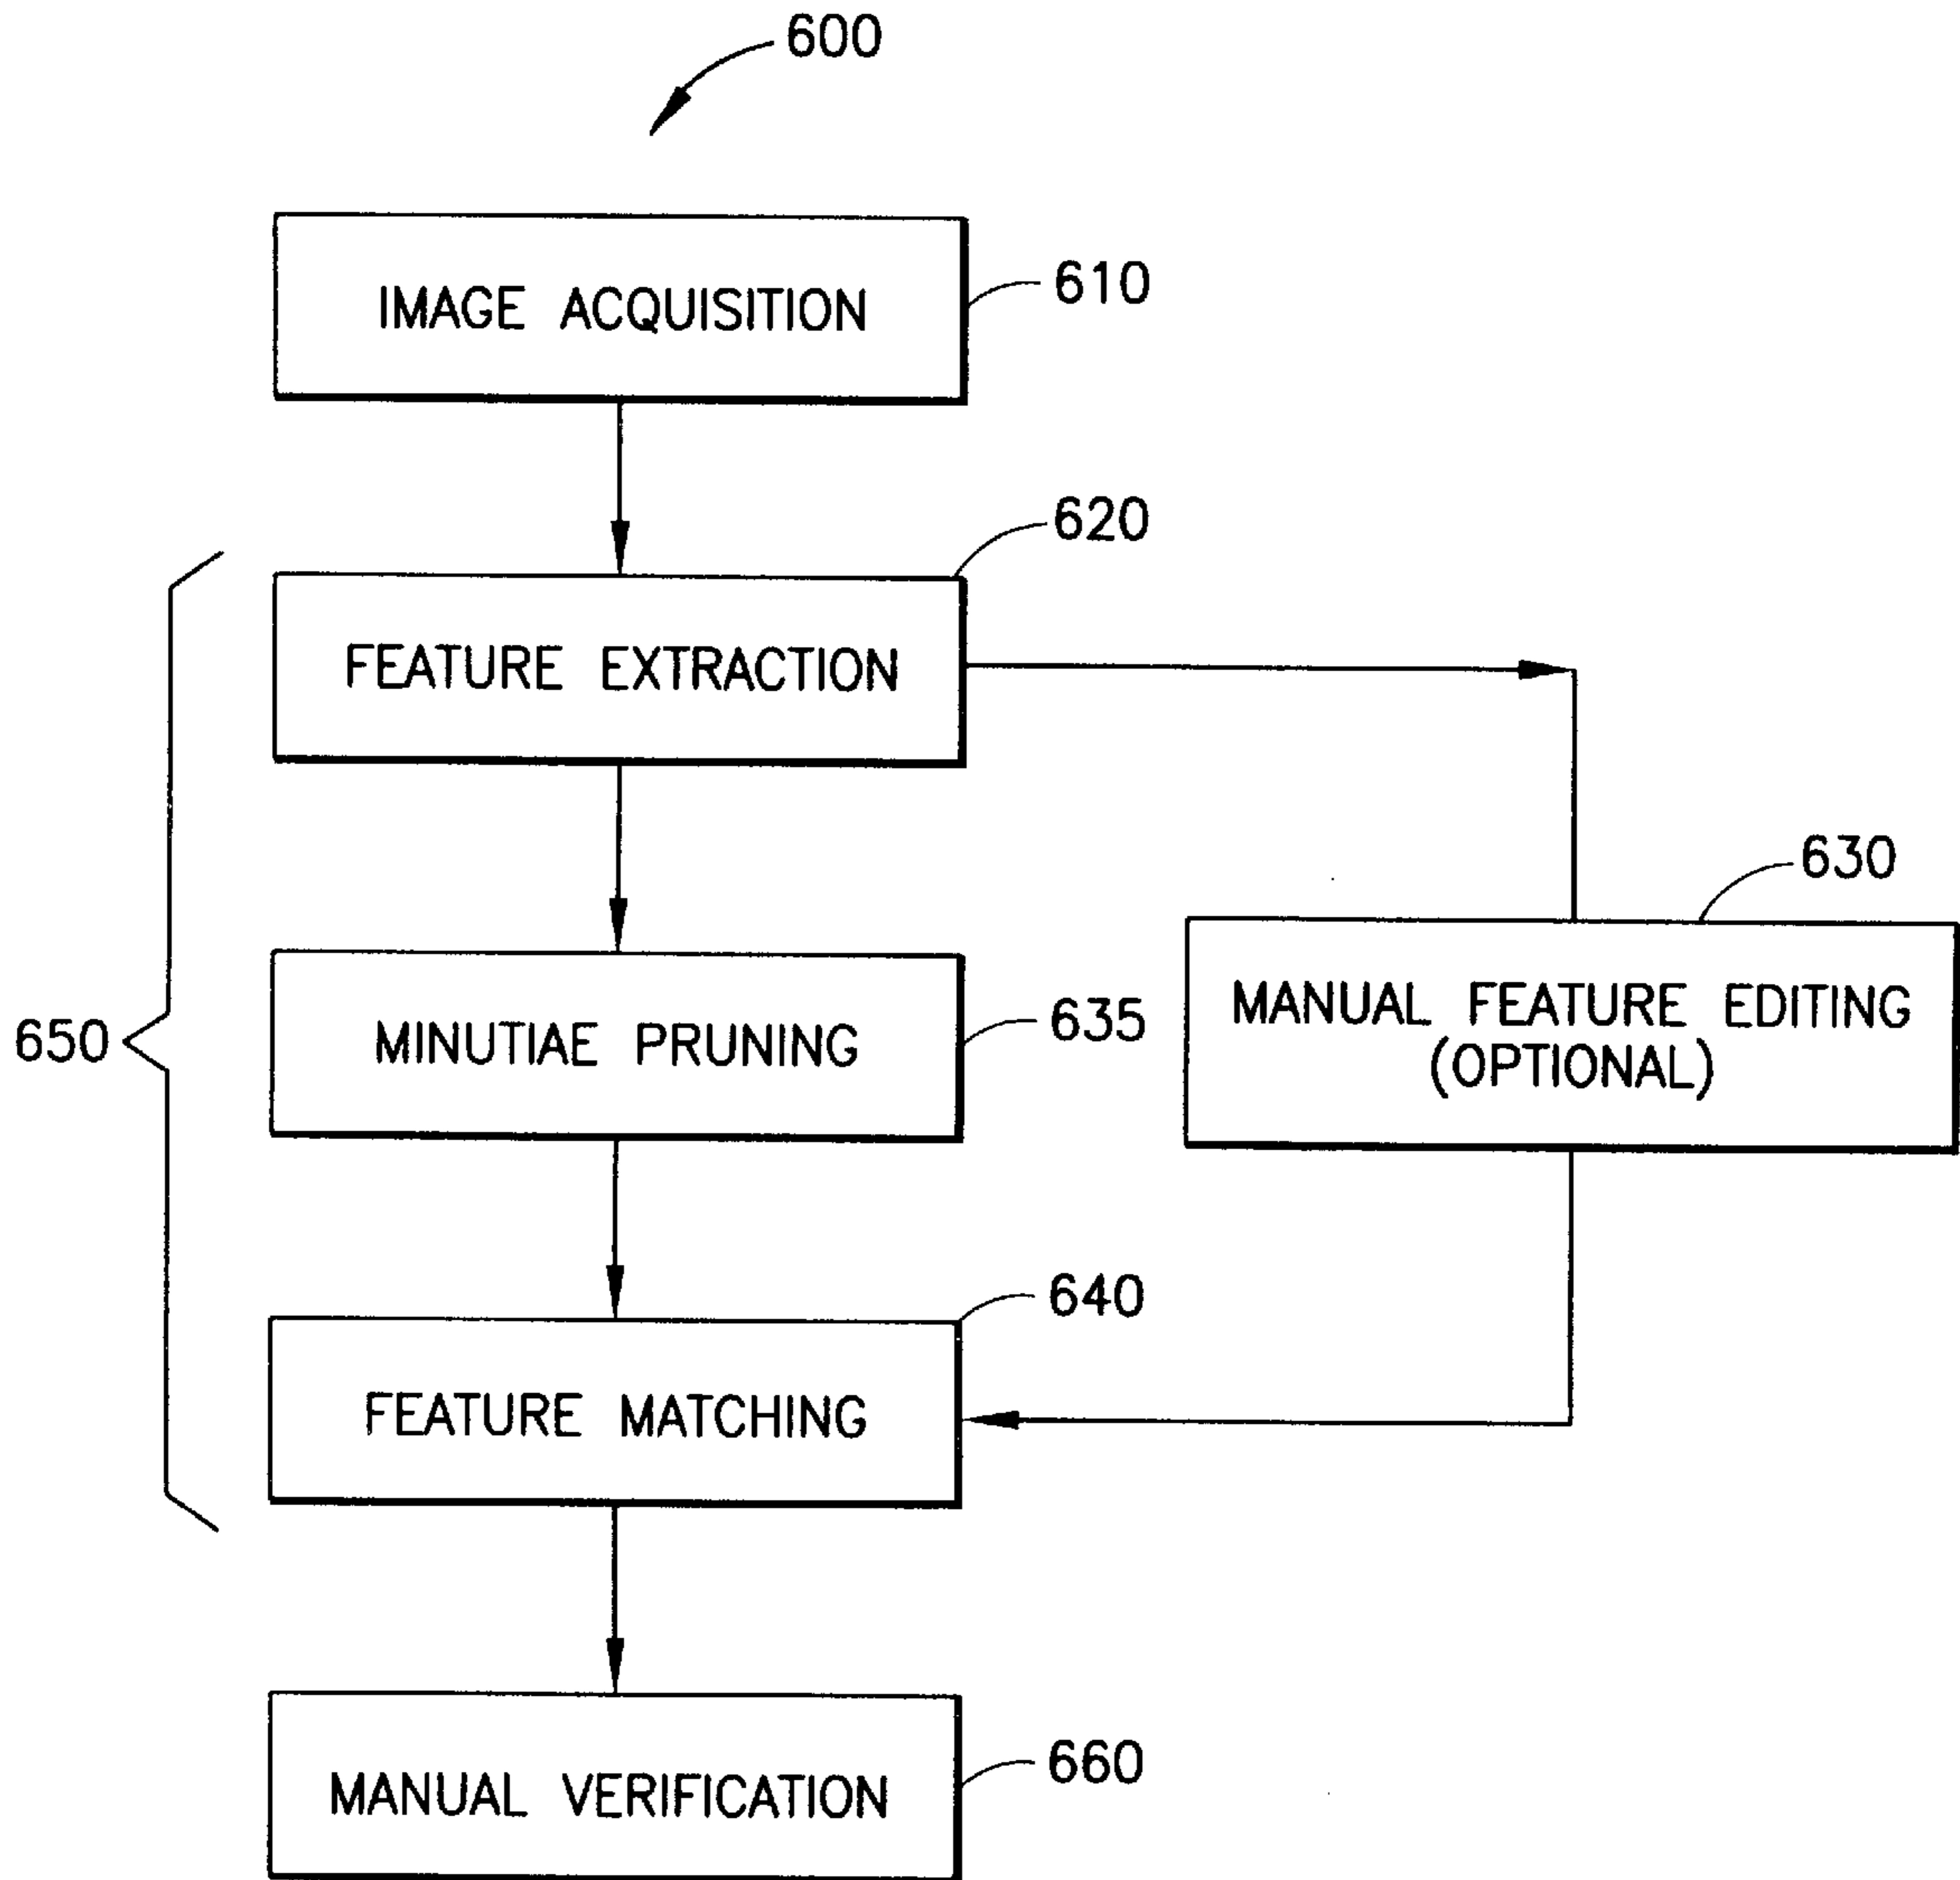 600
IMAGE ACQUISITION
610
620
FEATURE EXTRACTION
630
MANUAL FEATURE EDITING
(OPTIONAL)
650
MINUTIAE PRUNING
635
640
FEATURE MATCHING
MANUAL VERIFICATION
660